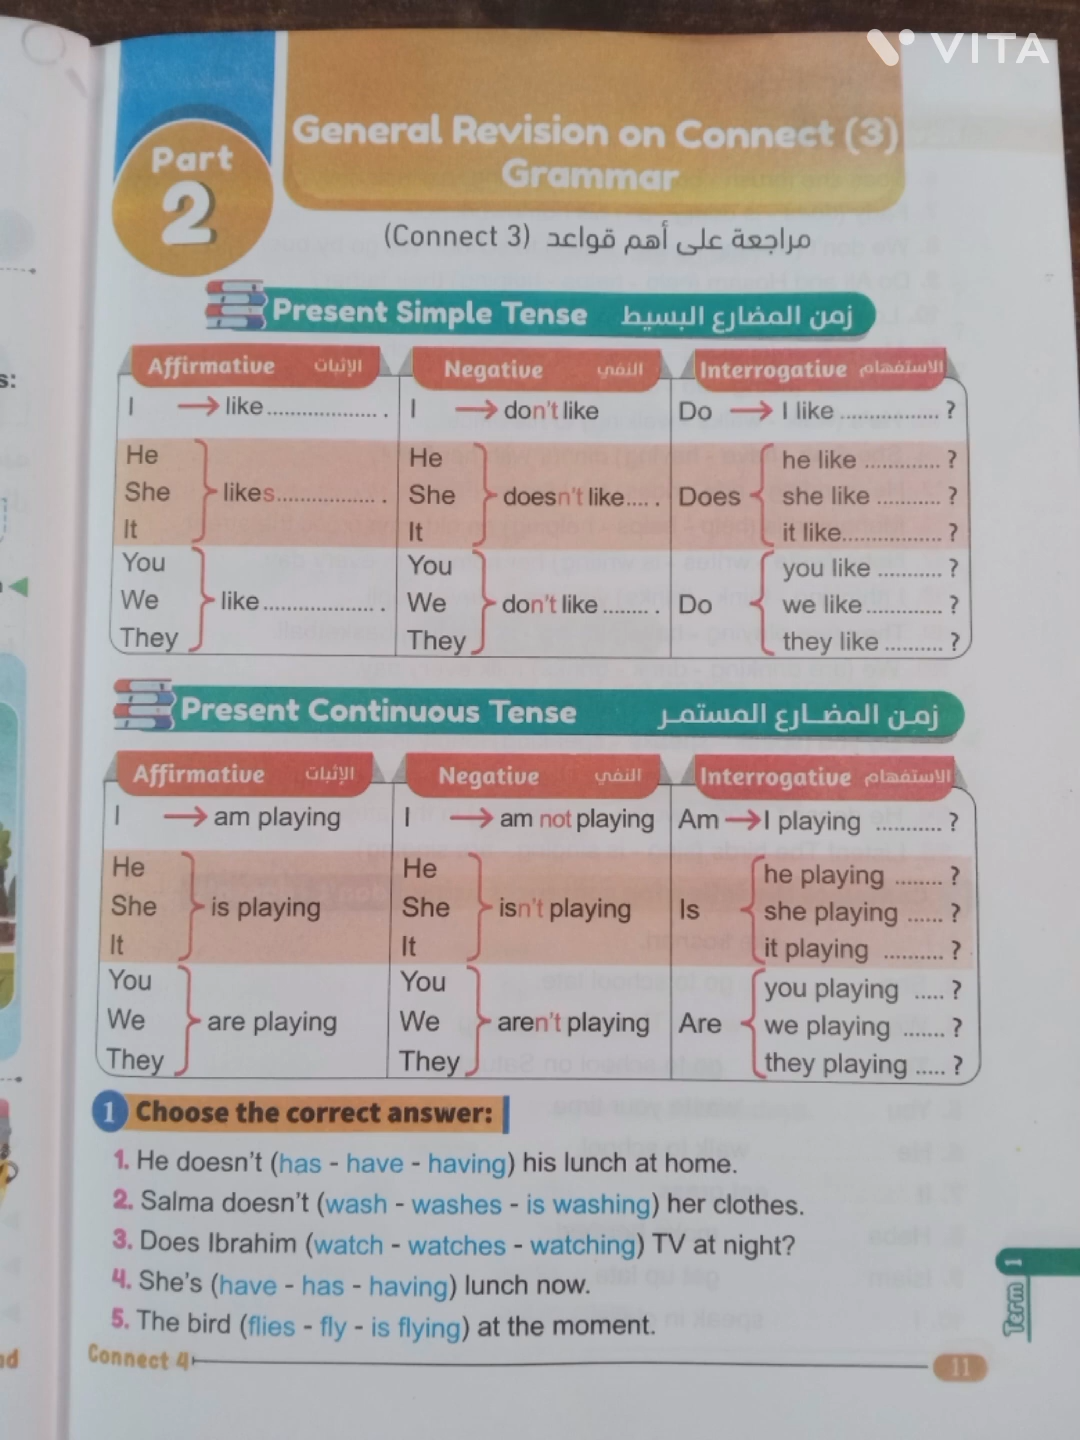 VITA
Part
2
General Revision on Connect (3)
Grammar
مراجعة على أهم قواعد (Connect 3)
Present Simple Tense زمن المضارع البسيط
Affirmative الإثبات Negative النفي Interrogative الاستفهام
I → like ................ . I → don't like Do → I like ................ ?
He He he like ............ ?
She likes................ . She doesn't like..... . Does she like ......... ?
It It it like................ ?
You You you like .......... ?
We like..................... . We don't like ........ . Do we like............ ?
They They they like .......... ?
Present Continuous Tense زمن المضارع المستمر
Affirmative الإثبات Negative النفي Interrogative الاستفهام
I → am playing I → am not playing Am → I playing ........... ?
He He he playing ........ ?
She is playing She isn't playing Is she playing ...... ?
It It it playing .......... ?
You You you playing ..... ?
We are playing We aren't playing Are we playing ....... ?
They They they playing ..... ?
1 Choose the correct answer:
1. He doesn't (has - have - having) his lunch at home.
2. Salma doesn't (wash - washes - is washing) her clothes.
3. Does Ibrahim (watch - watches - watching) TV at night?
4. She's (have - has - having) lunch now.
5. The bird (flies - fly - is flying) at the moment.
Term 1
Connect 4
11